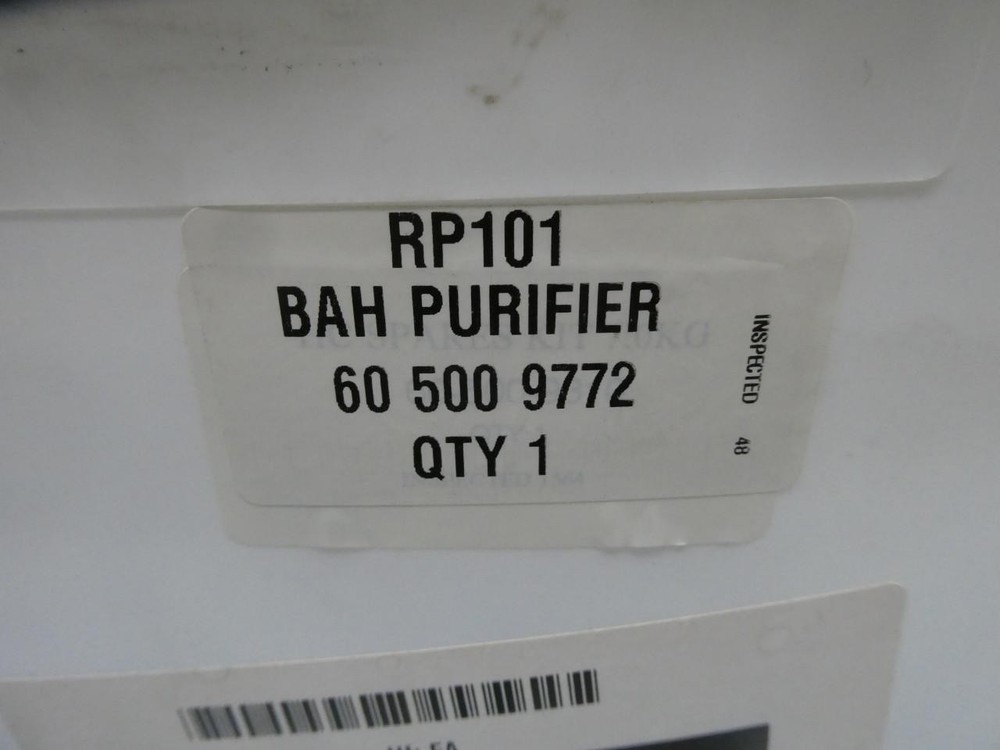 RP101
BAH PURIFIER
60 500 9772
QTY 1
INSPECTED 48